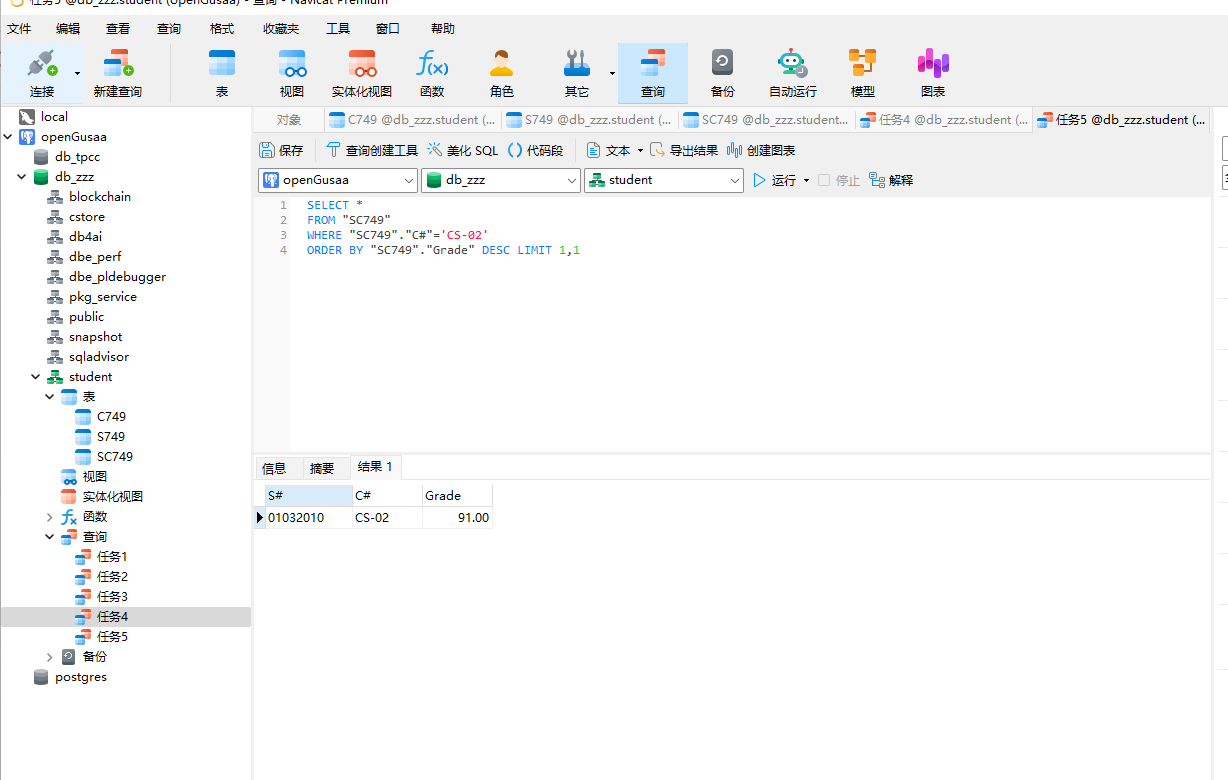 任务5 @db_zzz.student (openGusaa) - 查询 - Navicat Premium
文件 编辑 查看 查询 格式 收藏夹 工具 窗口 帮助
连接 新建查询 表 视图 实体化视图 函数 角色 其它 查询 备份 自动运行 模型 图表
对象 C749 @db_zzz.student (... S749 @db_zzz.student (... SC749 @db_zzz.student... 任务4 @db_zzz.student (... 任务5 @db_zzz.student (...
保存 查询创建工具 美化 SQL 代码段 文本 导出结果 创建图表
openGusaa db_zzz student 运行 停止 解释
local
openGusaa
db_tpcc
db_zzz
blockchain
cstore
db4ai
dbe_perf
dbe_pldebugger
pkg_service
public
snapshot
sqladvisor
student
表
C749
S749
SC749
视图
实体化视图
函数
查询
任务1
任务2
任务3
任务4
任务5
备份
postgres
1 SELECT *
2 FROM "SC749"
3 WHERE "SC749"."C#"='CS-02'
4 ORDER BY "SC749"."Grade" DESC LIMIT 1,1
信息 摘要 结果 1
S# C# Grade
01032010 CS-02 91.00